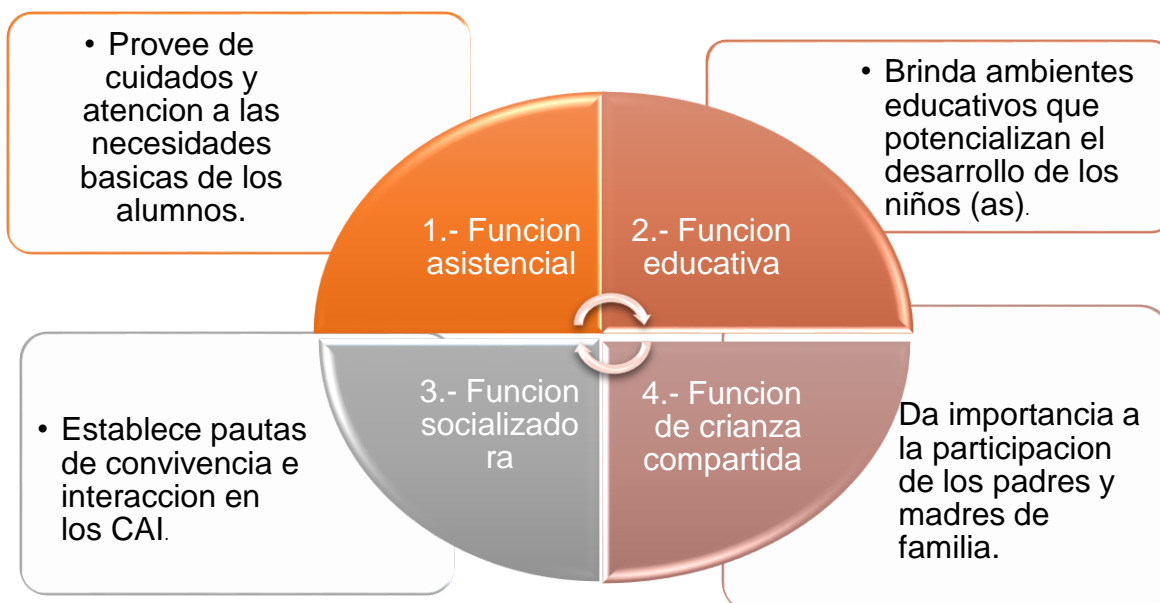 • Provee de
cuidados y
atencion a las
necesidades
basicas de los
alumnos.
• Brinda ambientes
educativos que
potencializan el
desarrollo de los
niños (as).
1.- Funcion
asistencial
2.- Funcion
educativa
3.- Funcion
socializado
ra
4.- Funcion
de crianza
compartida
• Establece pautas
de convivencia e
interaccion en
los CAI.
Da importancia a
la participacion
de los padres y
madres de
familia.